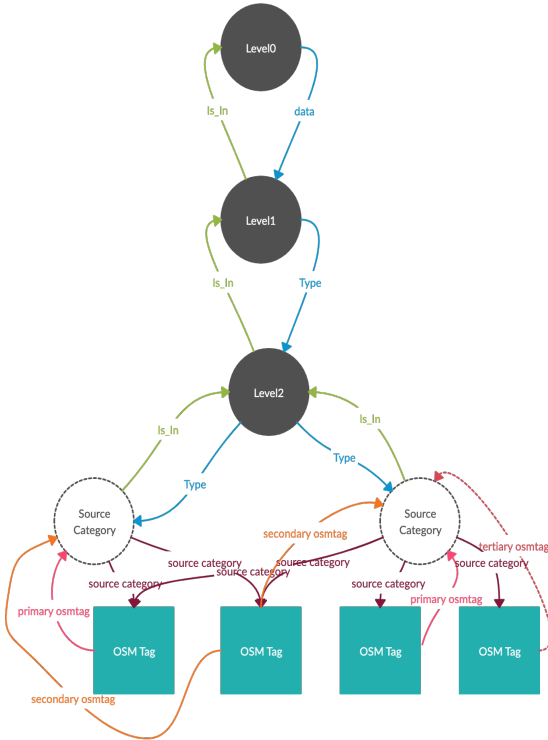 Level0
Is_In
data
Level1
Is_In
Type
Level2
Is_In
Is_In
Type
Type
Source
Category
Source
Category
secondary osmtag
tertiary osmtag
source category
source category
source category
source category
source category
source category
primary osmtag
primary osmtag
OSM Tag
OSM Tag
OSM Tag
OSM Tag
secondary osmtag